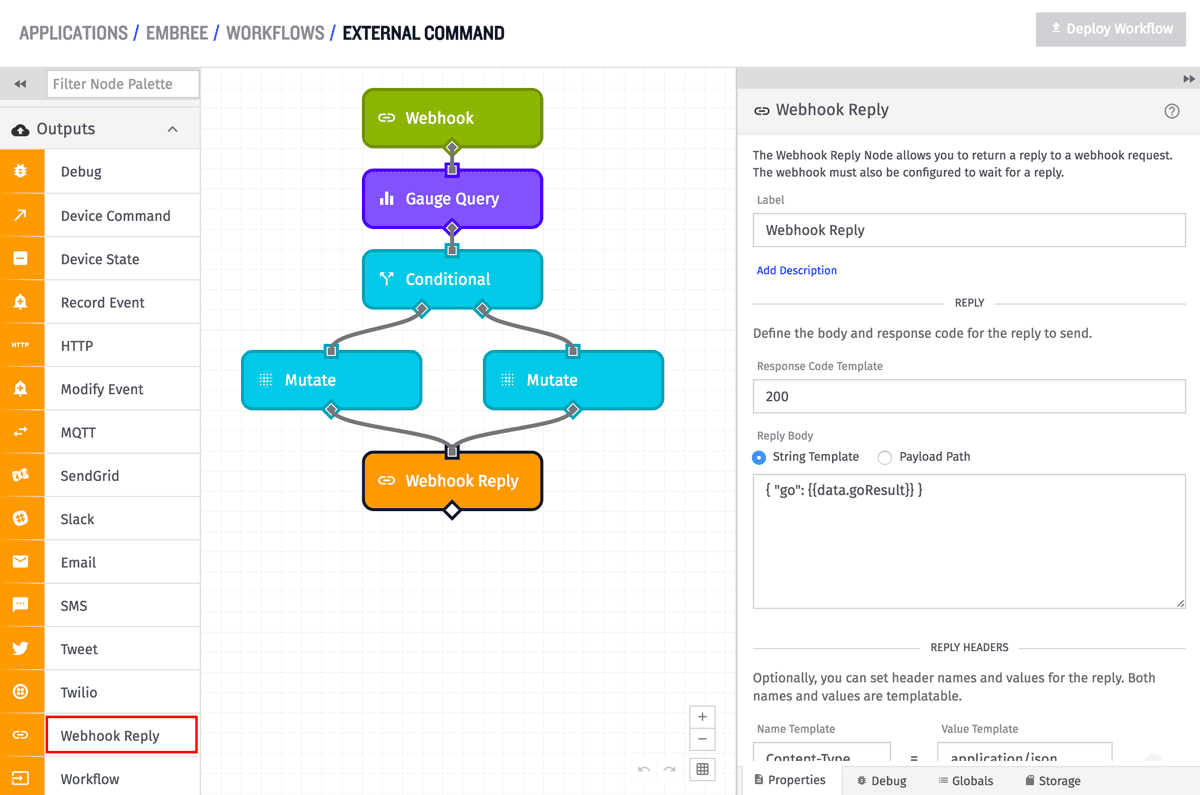 APPLICATIONS / EMBREE / WORKFLOWS / EXTERNAL COMMAND
Deploy Workflow
Filter Node Palette
Outputs
Debug
Device Command
Device State
Record Event
HTTP
HTTP
Modify Event
MQTT
SendGrid
Slack
Email
SMS
Tweet
Twilio
Webhook Reply
Workflow
Webhook
Gauge Query
Conditional
Mutate
Mutate
Webhook Reply
Webhook Reply
The Webhook Reply Node allows you to return a reply to a webhook request.
The webhook must also be configured to wait for a reply.
Label
Webhook Reply
Add Description
REPLY
Define the body and response code for the reply to send.
Response Code Template
200
Reply Body
String Template
Payload Path
{ "go": {{data.goResult}} }
REPLY HEADERS
Optionally, you can set header names and values for the reply. Both
names and values are templatable.
Name Template
Value Template
Content-Type = application/json
Properties
Debug
Globals
Storage